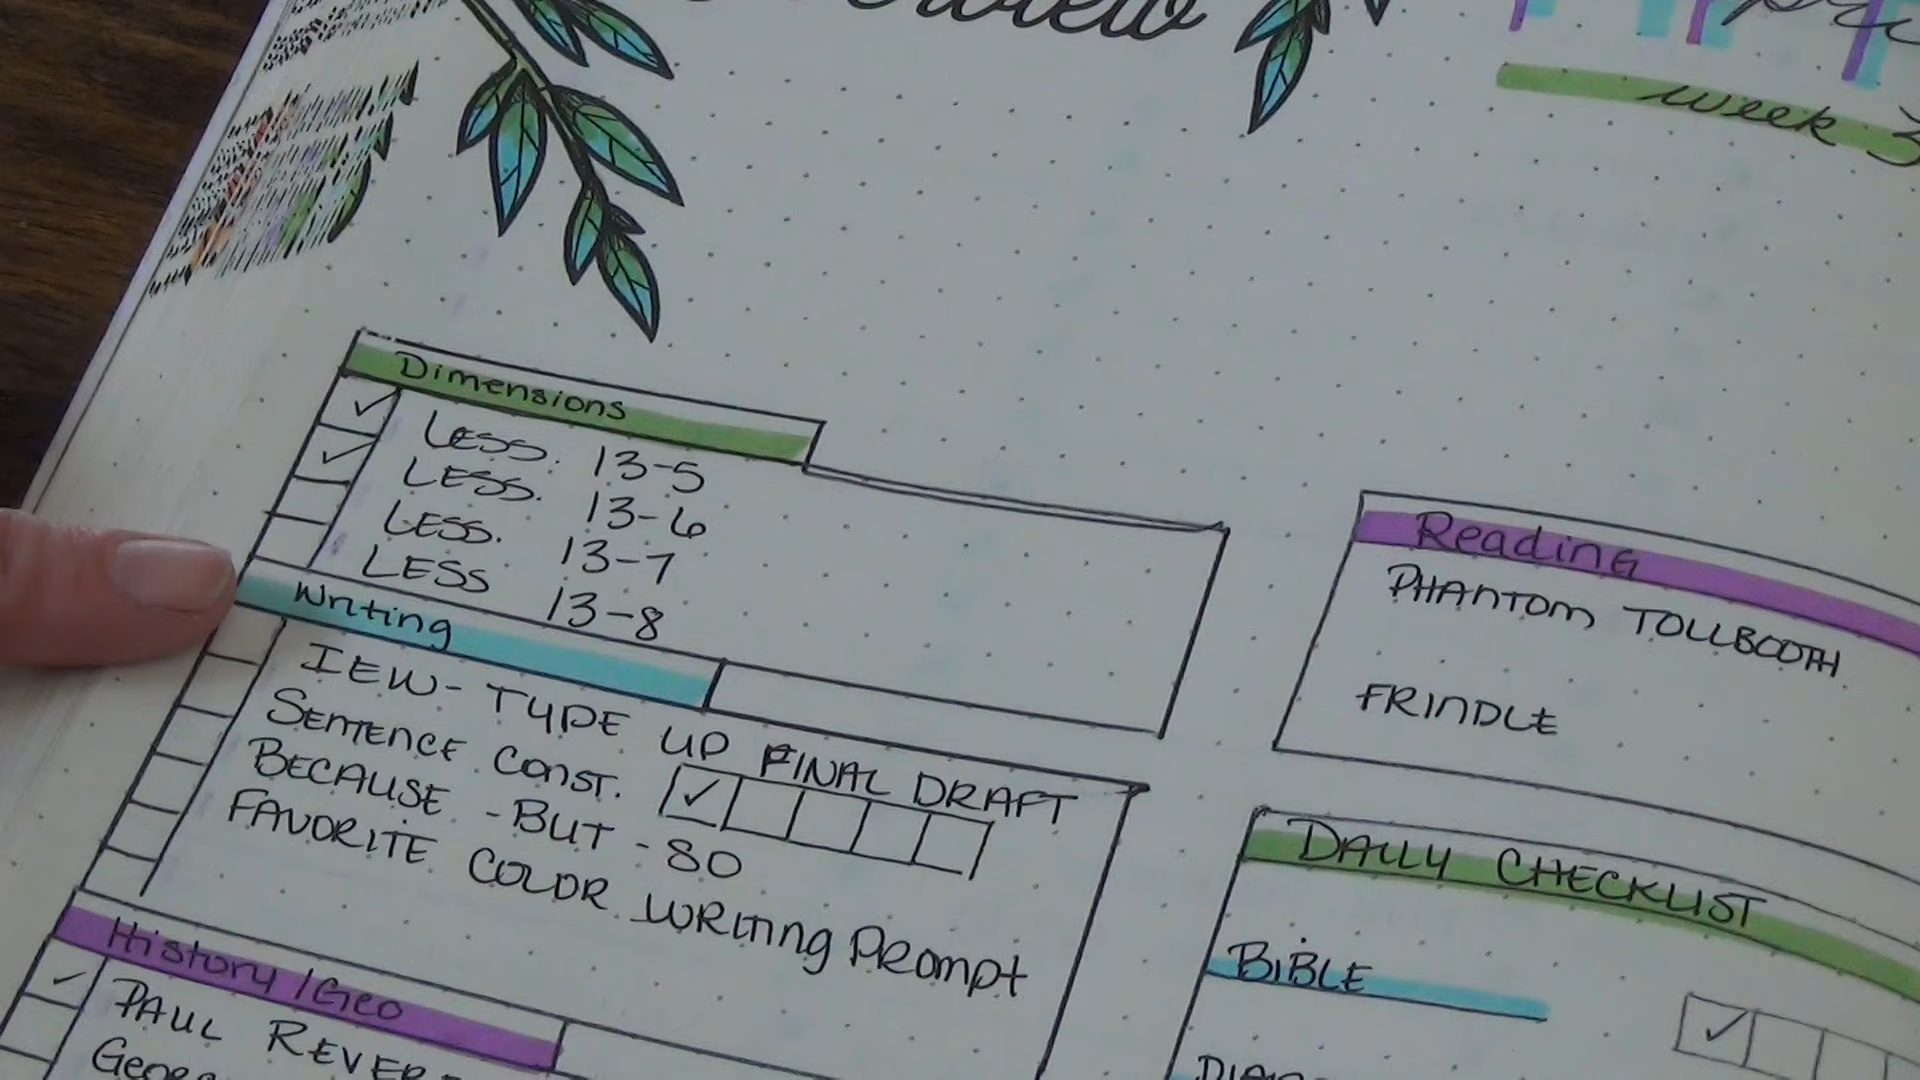 week 3
Dimensions
LESS. 13-5
LESS. 13-6
LESS. 13-7
LESS 13-8
Writing
IEW- TYPE UP FINAL DRAFT
SENTENCE CONST.
BECAUSE - BUT - SO
FAVORITE COLOR WRITING PROMPT
History/Geo
PAUL
Reading
PHANTOM TOLLBOOTH
FRINDLE
DAILY CHECKLIST
BIBLE